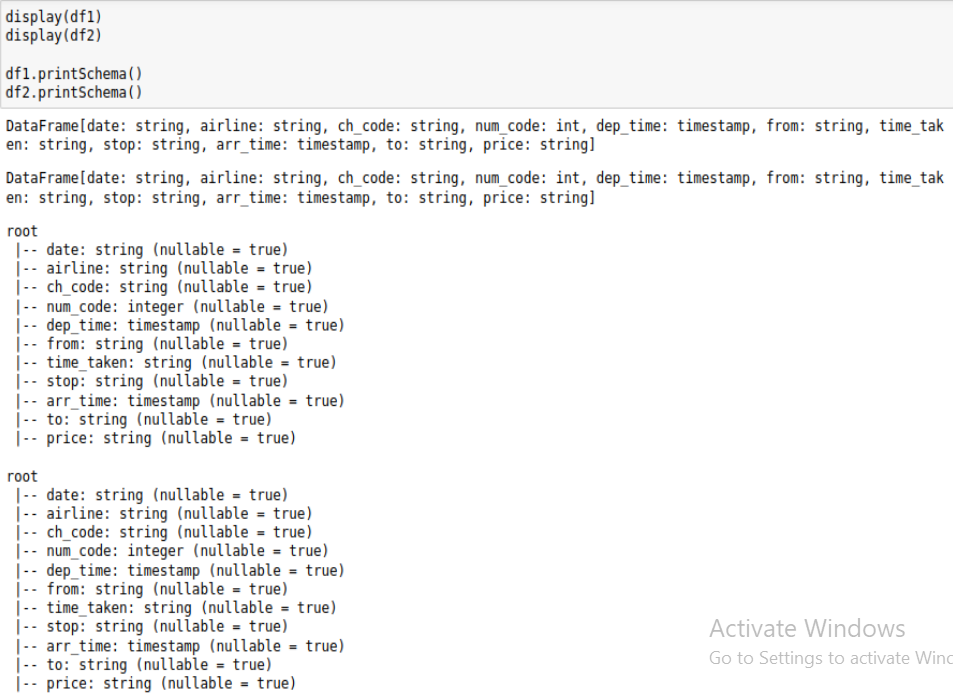 display(df1)
display(df2)
df1.printSchema()
df2.printSchema()
DataFrame[date: string, airline: string, ch_code: string, num_code: int, dep_time: timestamp, from: string, time_tak
en: string, stop: string, arr_time: timestamp, to: string, price: string]
DataFrame[date: string, airline: string, ch_code: string, num_code: int, dep_time: timestamp, from: string, time_tak
en: string, stop: string, arr_time: timestamp, to: string, price: string]
root
 |-- date: string (nullable = true)
 |-- airline: string (nullable = true)
 |-- ch_code: string (nullable = true)
 |-- num_code: integer (nullable = true)
 |-- dep_time: timestamp (nullable = true)
 |-- from: string (nullable = true)
 |-- time_taken: string (nullable = true)
 |-- stop: string (nullable = true)
 |-- arr_time: timestamp (nullable = true)
 |-- to: string (nullable = true)
 |-- price: string (nullable = true)
root
 |-- date: string (nullable = true)
 |-- airline: string (nullable = true)
 |-- ch_code: string (nullable = true)
 |-- num_code: integer (nullable = true)
 |-- dep_time: timestamp (nullable = true)
 |-- from: string (nullable = true)
 |-- time_taken: string (nullable = true)
 |-- stop: string (nullable = true)
 |-- arr_time: timestamp (nullable = true)
 |-- to: string (nullable = true)
 |-- price: string (nullable = true)
Activate Windows
Go to Settings to activate Winc